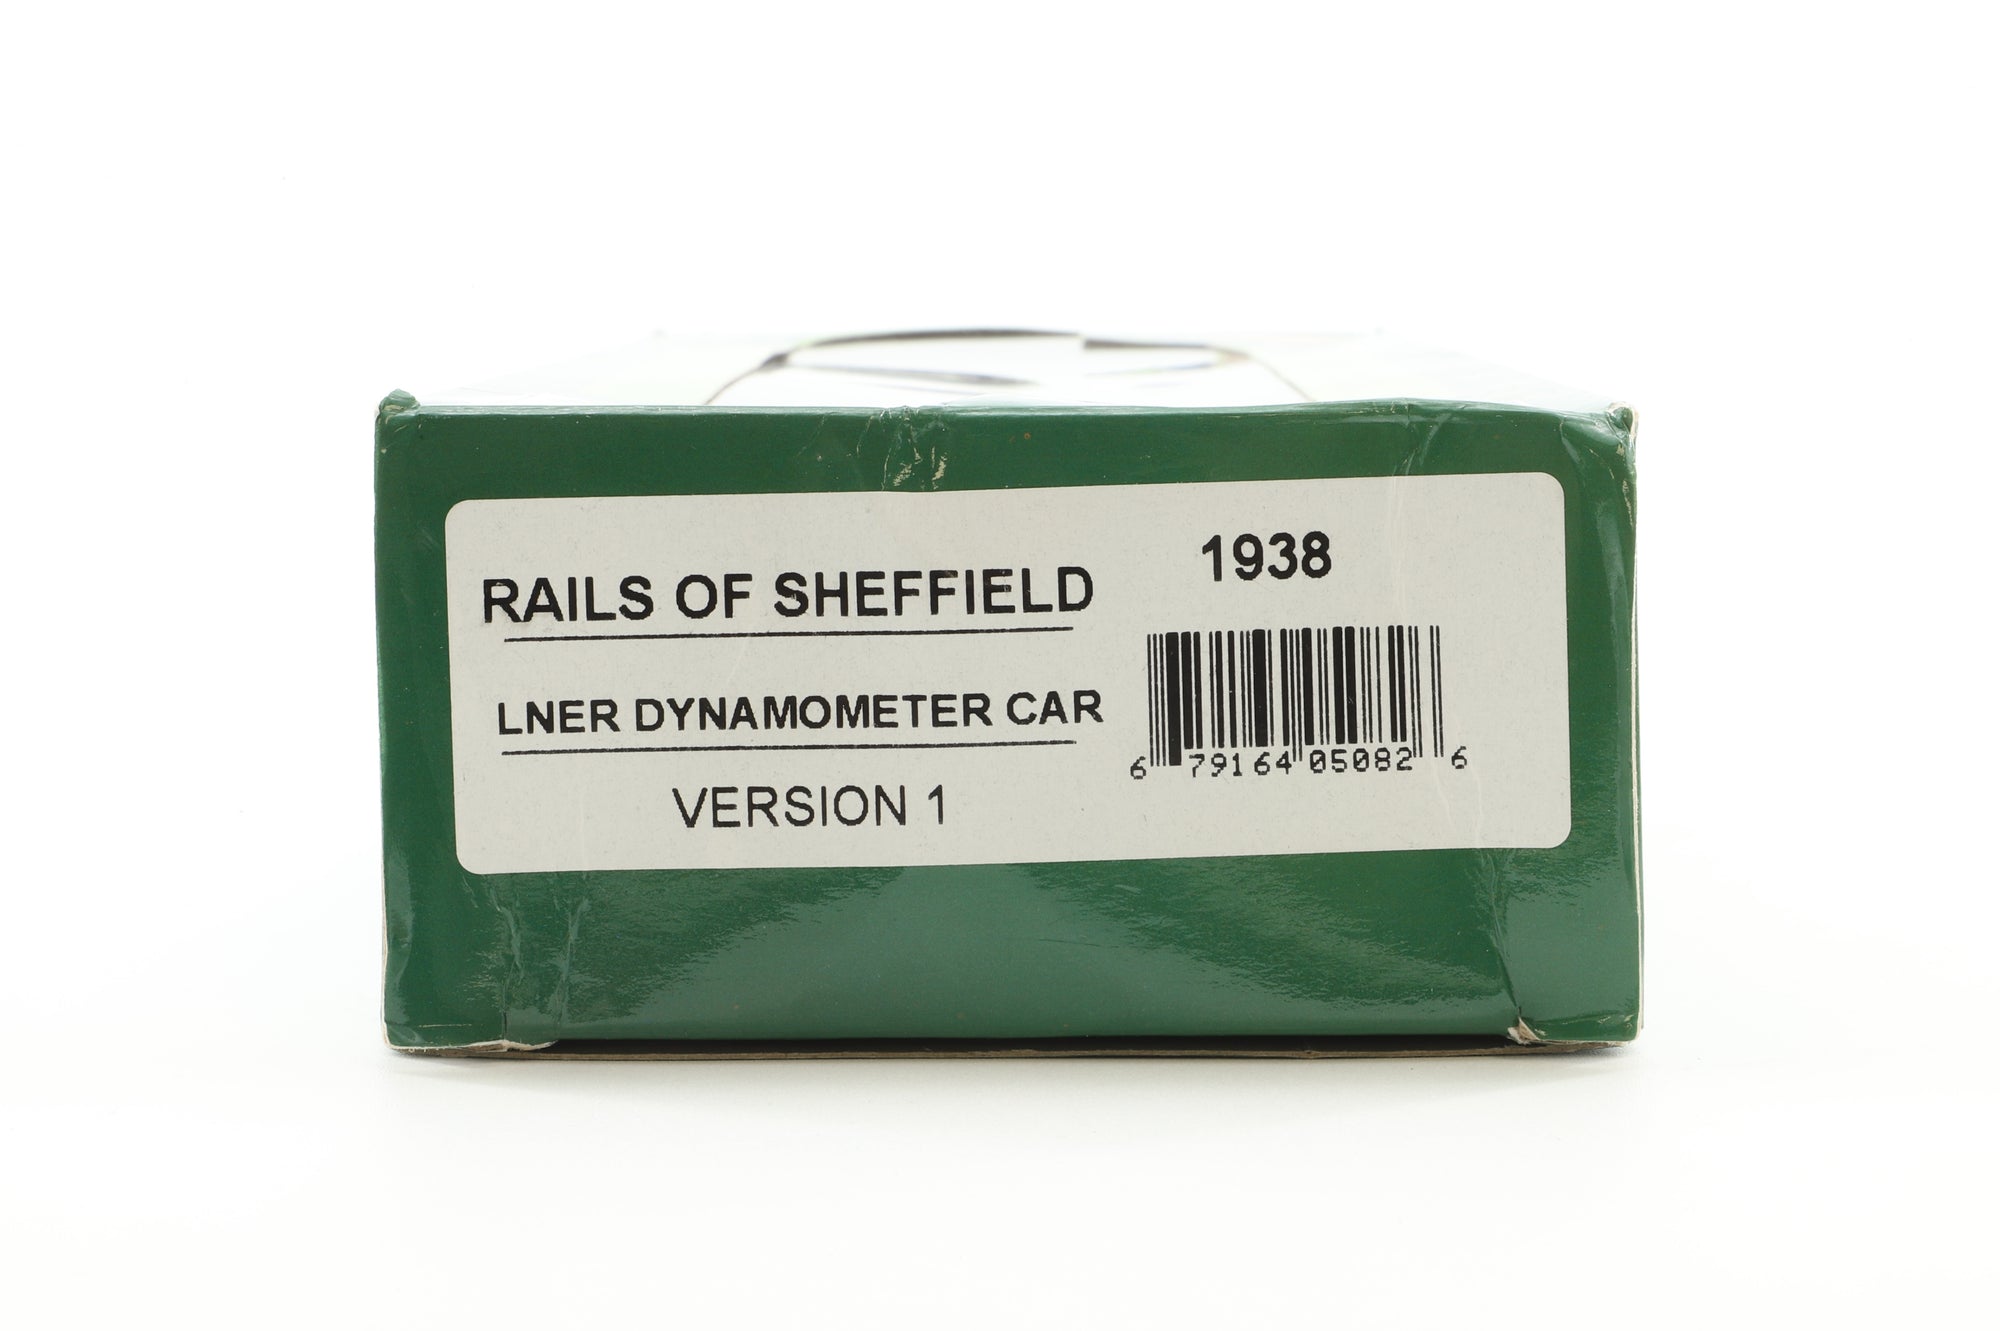 RAILS OF SHEFFIELD
LNER DYNAMOMETER CAR
VERSION 1
1938
6 79164 05082 6